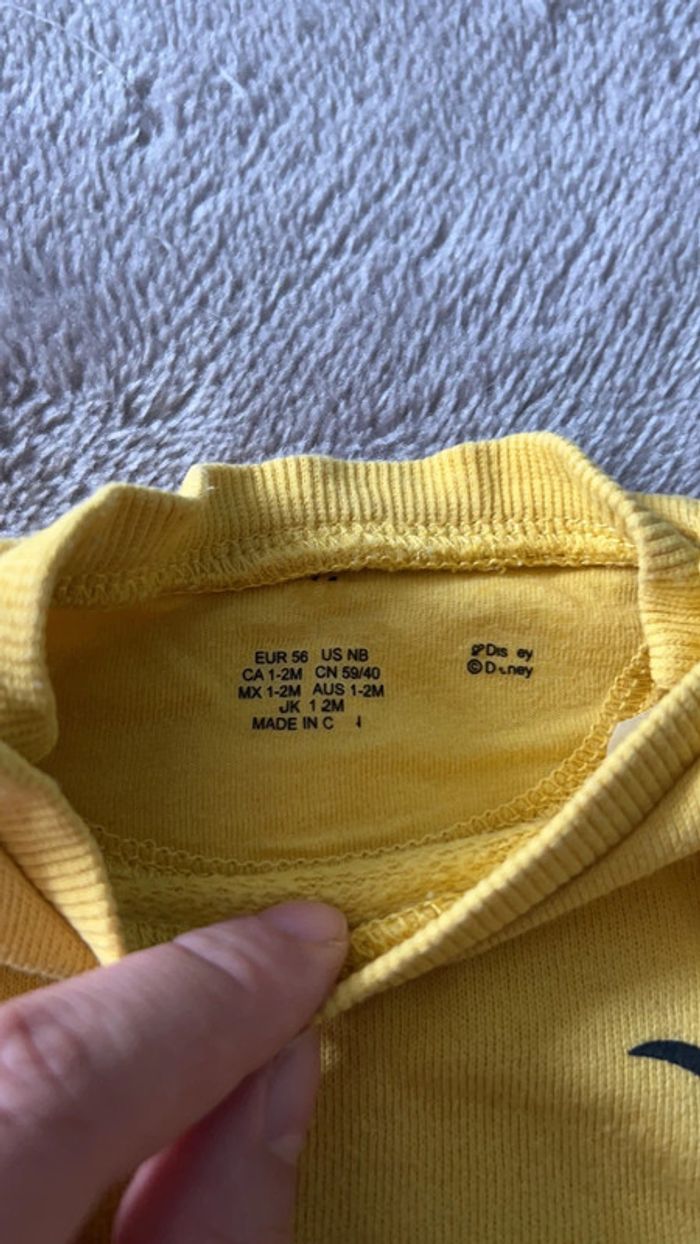 EUR 56 US NB
CA 1-2M CN 59/40
MX 1-2M AUS 1-2M
JK 1 2M
MADE IN C
Dis ey
© D ney